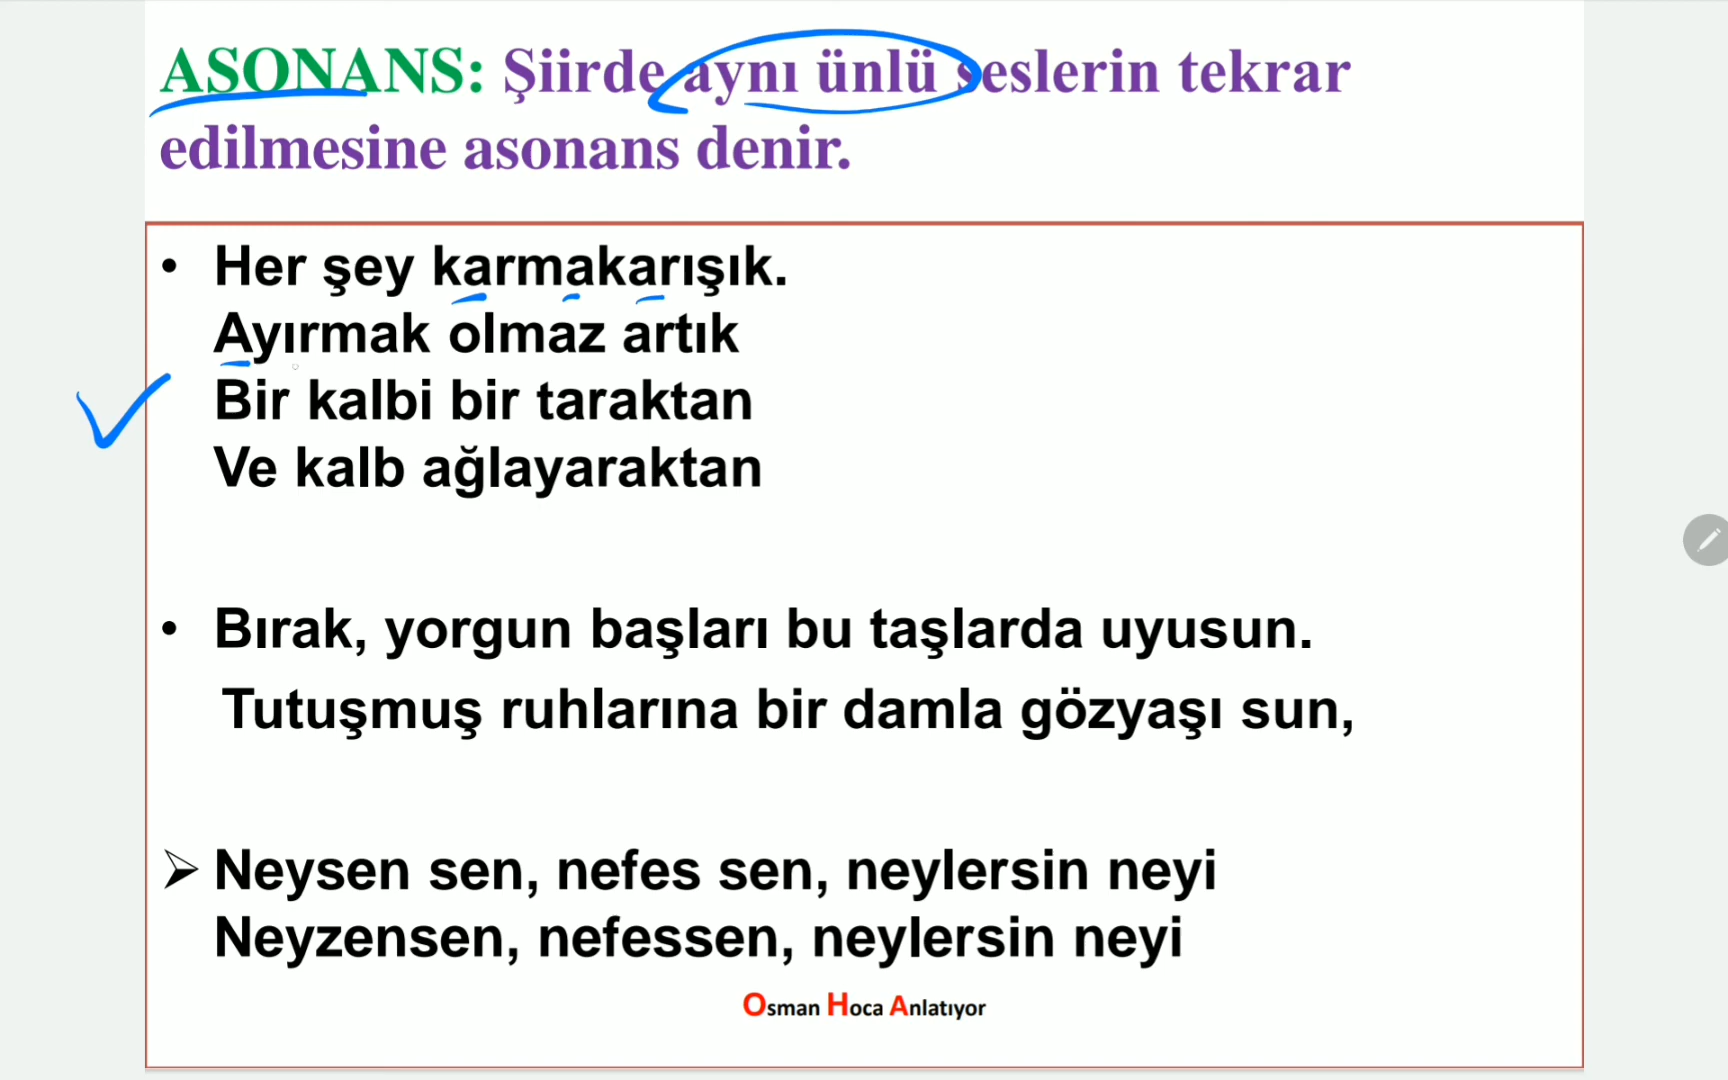 ASONANS: Şiirde aynı ünlü seslerin tekrar
edilmesine asonans denir.
• Her şey karmakarışık.
Ayırmak olmaz artık
Bir kalbi bir taraktan
Ve kalb ağlayaraktan
• Bırak, yorgun başları bu taşlarda uyusun.
Tutuşmuş ruhlarına bir damla gözyaşı sun,
➢ Neysen sen, nefes sen, neylersin neyi
Neyzensen, nefessen, neylersin neyi
Osman Hoca Anlatıyor